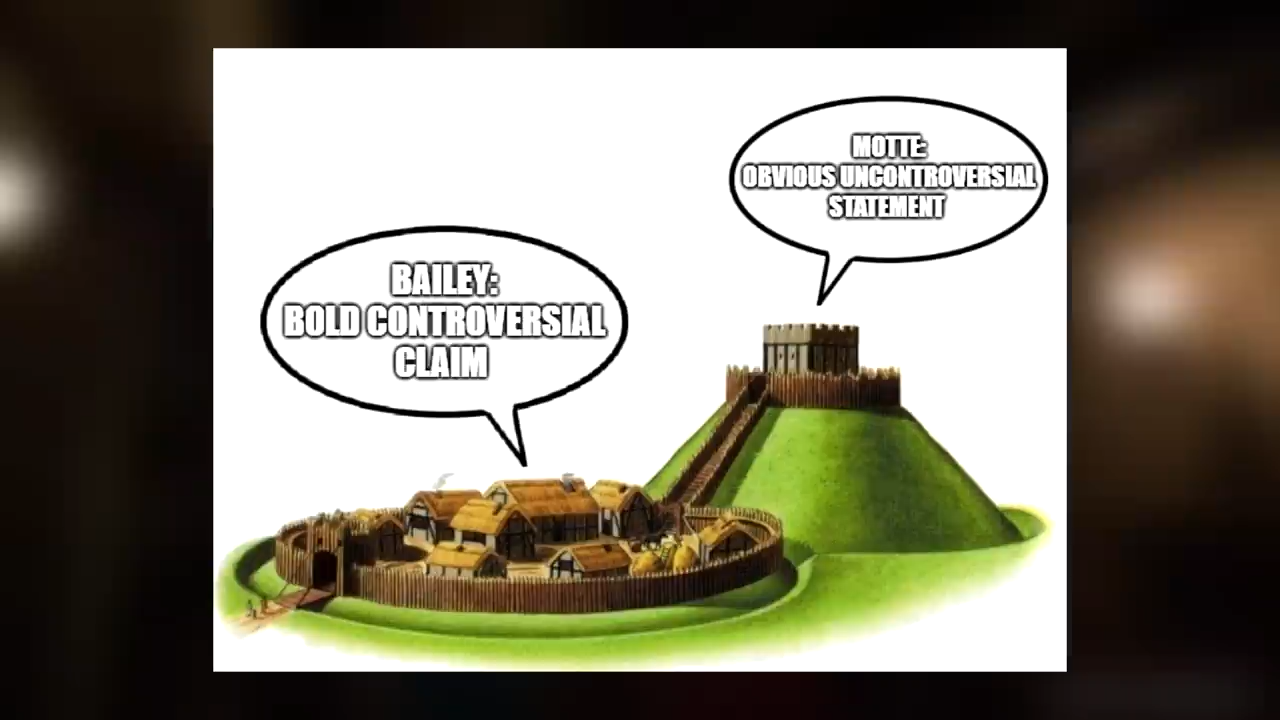 MOTTE:
OBVIOUS UNCONTROVERSIAL
STATEMENT
BAILEY:
BOLD CONTROVERSIAL
CLAIM